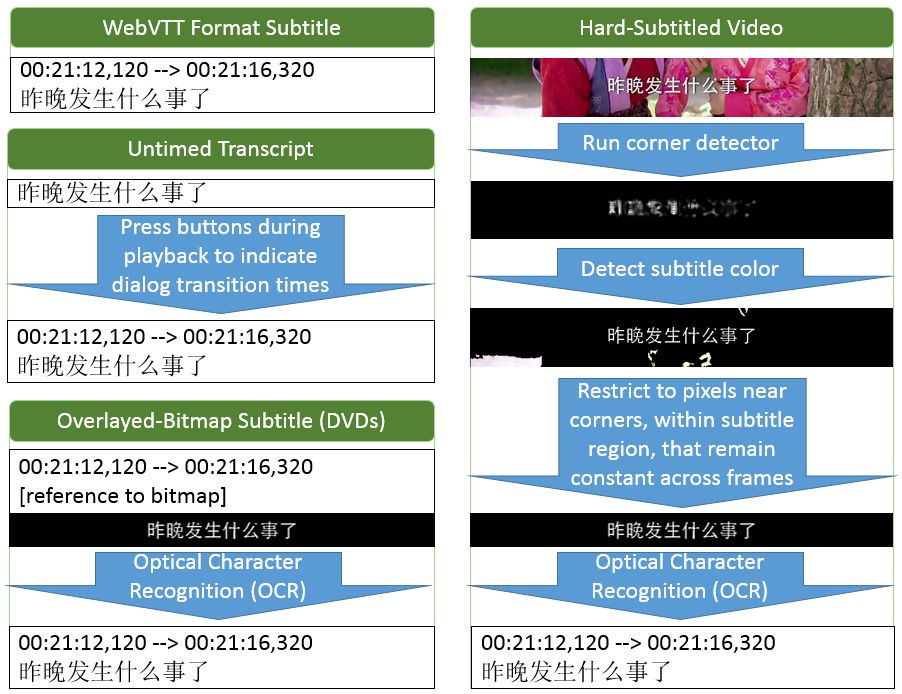 WebVTT Format Subtitle
00:21:12,120 --> 00:21:16,320
昨晚发生什么事了
Untimed Transcript
昨晚发生什么事了
Press buttons during
playback to indicate
dialog transition times
00:21:12,120 --> 00:21:16,320
昨晚发生什么事了
Overlayed-Bitmap Subtitle (DVDs)
00:21:12,120 --> 00:21:16,320
[reference to bitmap]
昨晚发生什么事了
Optical Character
Recognition (OCR)
00:21:12,120 --> 00:21:16,320
昨晚发生什么事了
Hard-Subtitled Video
昨晚发生什么事了
Run corner detector
Detect subtitle color
昨晚发生什么事了
Restrict to pixels near
corners, within subtitle
region, that remain
constant across frames
昨晚发生什么事了
Optical Character
Recognition (OCR)
00:21:12,120 --> 00:21:16,320
昨晚发生什么事了